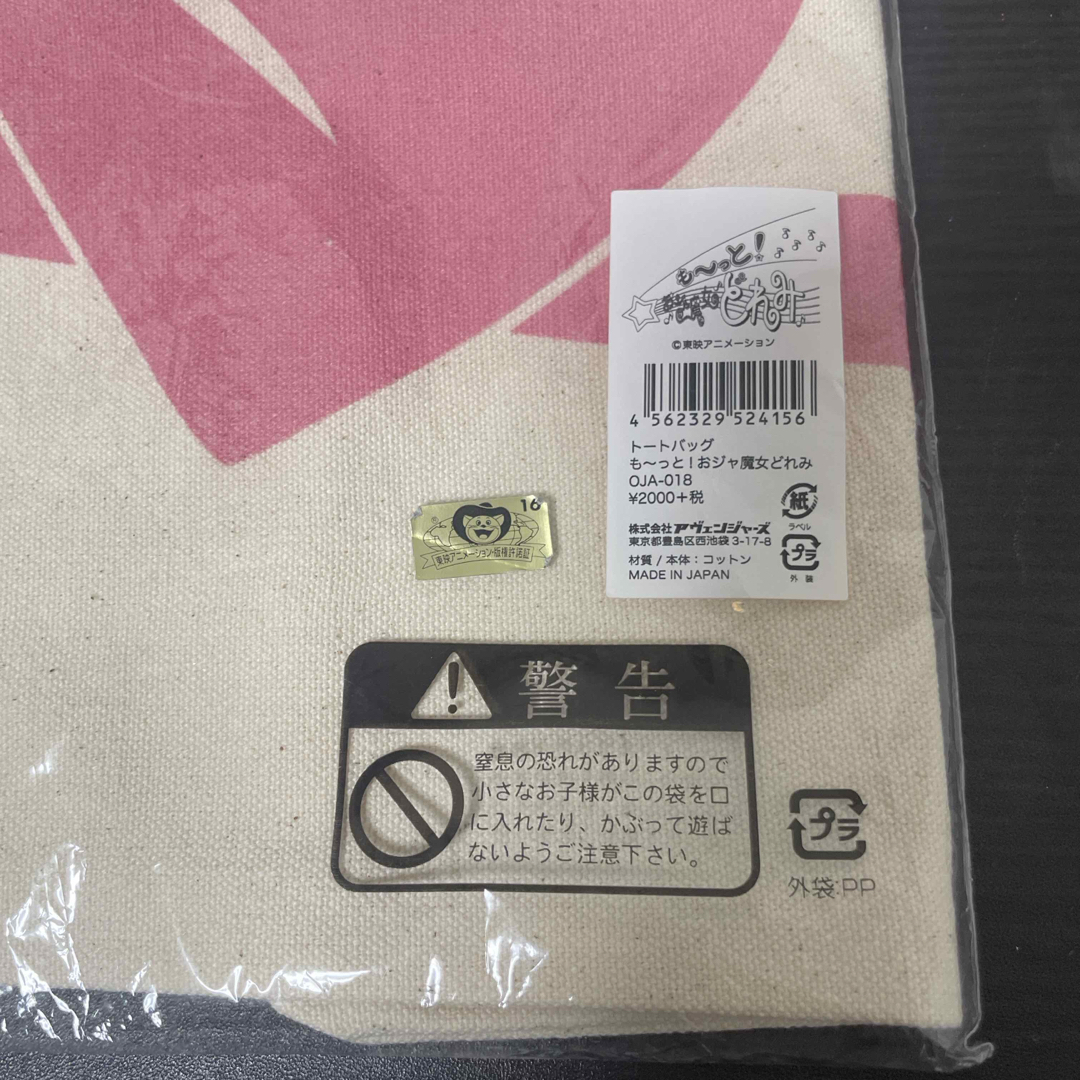 も〜っと!
おジャ魔女どれみ
©東映アニメーション
4 562329 524156
トートバッグ
も〜っと!おジャ魔女どれみ
OJA-018
¥2000+税
株式会社アヴェンジャーズ
東京都豊島区西池袋3-17-8
材質/本体:コットン
MADE IN JAPAN
紙
ラベル
プラ
外装
16
東映アニメーション・版権許諾証
警告
窒息の恐れがありますので
小さなお子様がこの袋を口
に入れたり、かぶって遊ば
ないようご注意下さい。
プラ
外袋:PP